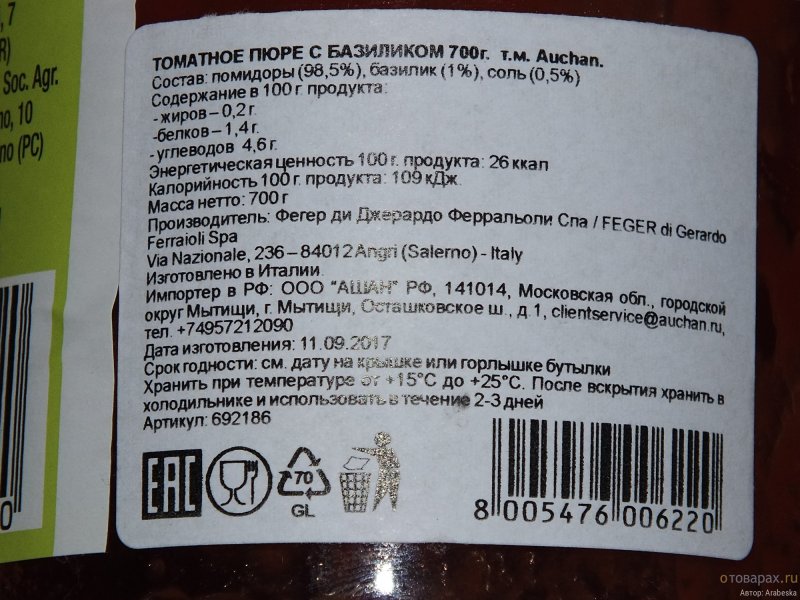 , 7
R)
Soc. Agr.
no, 10
no (PC)
ТОМАТНОЕ ПЮРЕ С БАЗИЛИКОМ 700г. т.м. Auchan.
Состав: помидоры (98,5%), базилик (1%), соль (0,5%)
Содержание в 100 г продукта:
-жиров – 0,2 г.
-белков – 1,4 г.
-углеводов 4,6 г.
Энергетическая ценность 100 г. продукта: 26 ккал
Калорийность 100 г. продукта: 109 кДж.
Масса нетто: 700 г
Производитель: Фегер ди Джерардо Ферральоли Спа / FEGER di Gerardo
Ferraioli Spa
Via Nazionale, 236 – 84012 Angri (Salerno) - Italy
Изготовлено в Италии.
Импортер в РФ: ООО "АШАН" РФ, 141014, Московская обл., городской
округ Мытищи, г. Мытищи, Осташковское ш., д.1, clientservice@auchan.ru,
тел. +74957212090
Дата изготовления: 11.09.2017
Срок годности: см. дату на крышке или горлышке бутылки
Хранить при температуре от +15°С до +25°С. После вскрытия хранить в
холодильнике и использовать в течение 2-3 дней
Артикул: 692186
EAC
70
GL
8 005476 006220
0
отоварах.ru
Автор: Arabeska